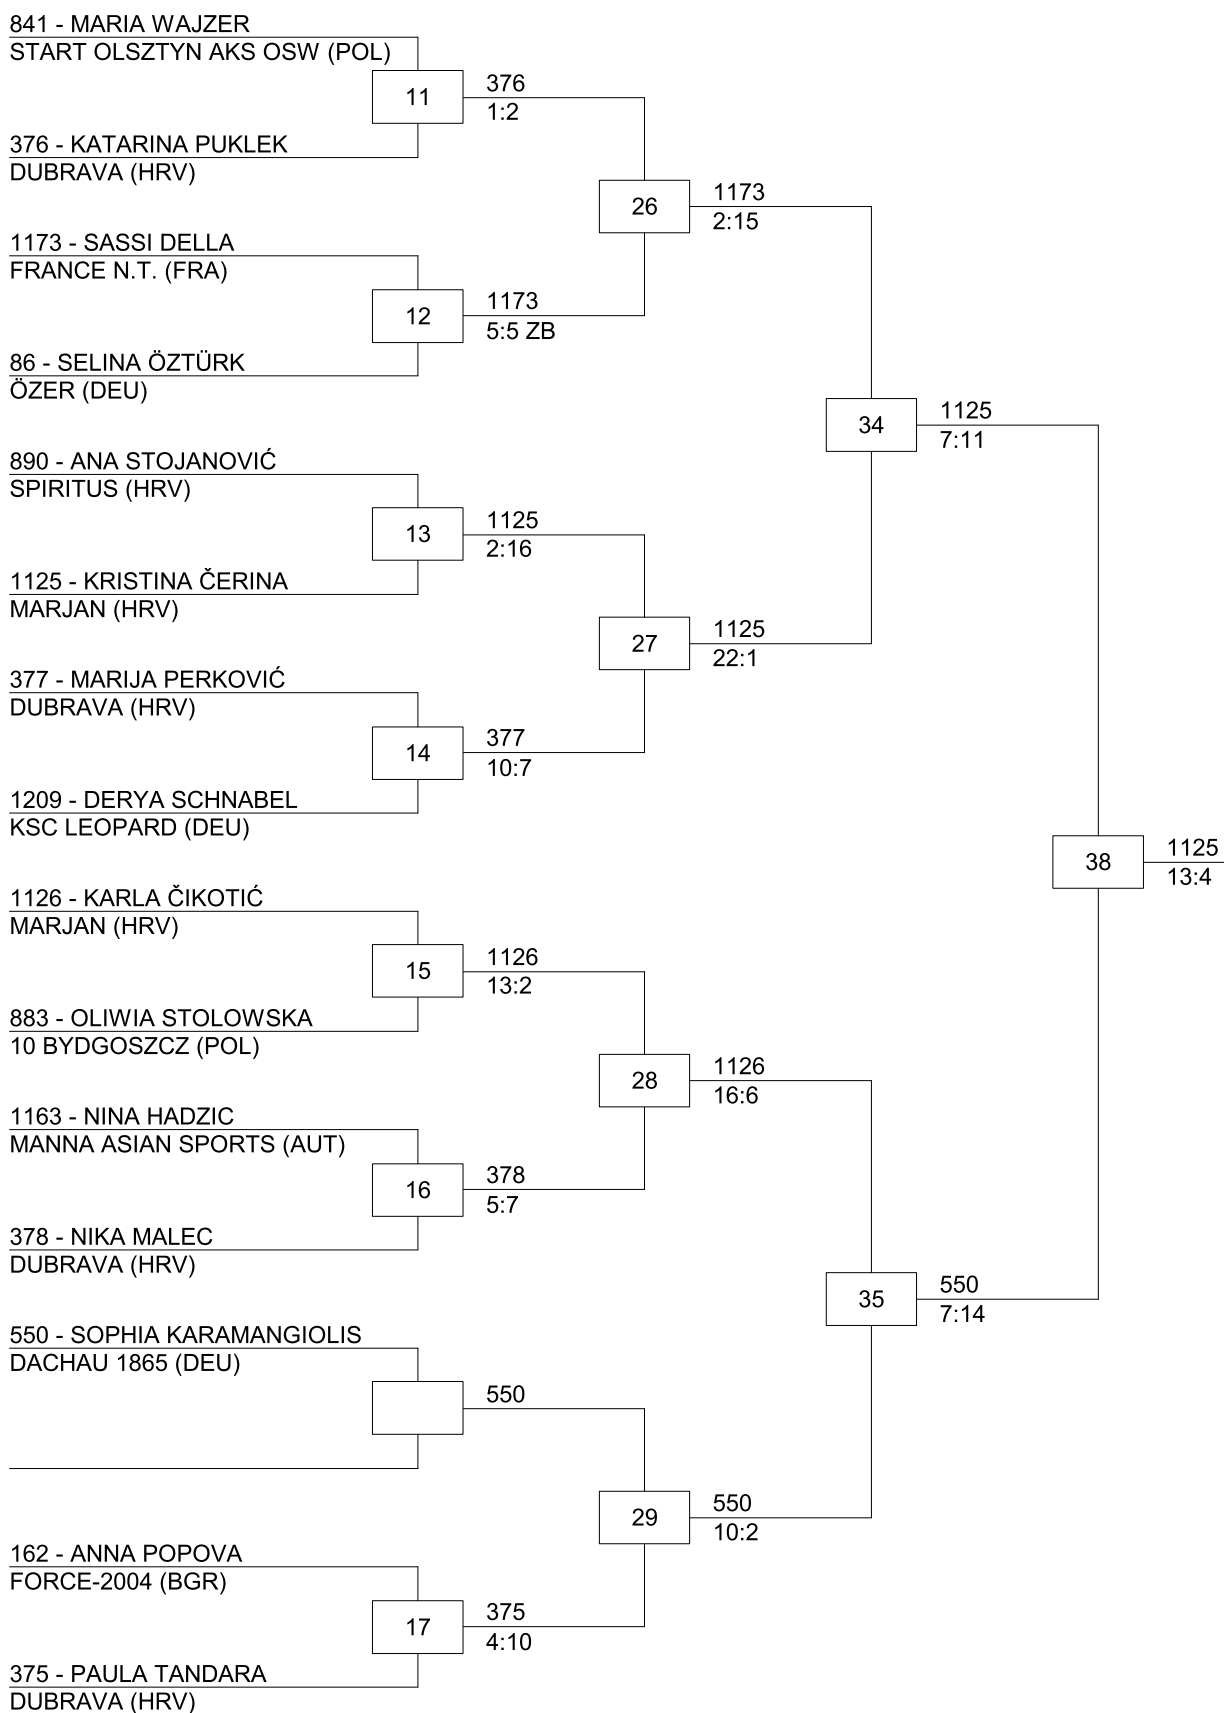 841 - MARIA WAJZER
START OLSZTYN AKS OSW (POL)
11
376
1:2
376 - KATARINA PUKLEK
DUBRAVA (HRV)
26
1173
2:15
1173 - SASSI DELLA
FRANCE N.T. (FRA)
12
1173
5:5 ZB
86 - SELINA ÖZTÜRK
ÖZER (DEU)
34
1125
7:11
890 - ANA STOJANOVIĆ
SPIRITUS (HRV)
13
1125
2:16
1125 - KRISTINA ČERINA
MARJAN (HRV)
27
1125
22:1
377 - MARIJA PERKOVIĆ
DUBRAVA (HRV)
14
377
10:7
1209 - DERYA SCHNABEL
KSC LEOPARD (DEU)
38
1125
13:4
1126 - KARLA ČIKOTIĆ
MARJAN (HRV)
15
1126
13:2
883 - OLIWIA STOLOWSKA
10 BYDGOSZCZ (POL)
28
1126
16:6
1163 - NINA HADZIC
MANNA ASIAN SPORTS (AUT)
16
378
5:7
378 - NIKA MALEC
DUBRAVA (HRV)
35
550
7:14
550 - SOPHIA KARAMANGIOLIS
DACHAU 1865 (DEU)
550
29
550
10:2
162 - ANNA POPOVA
FORCE-2004 (BGR)
17
375
4:10
375 - PAULA TANDARA
DUBRAVA (HRV)